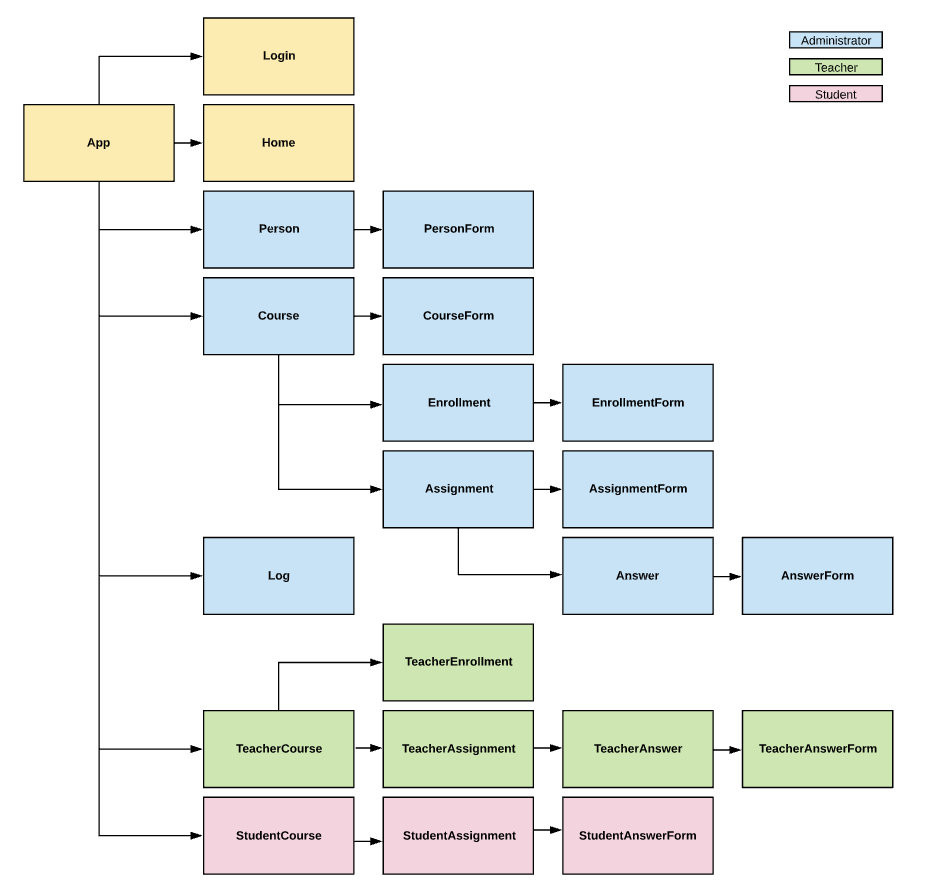 Login
Administrator
Teacher
Student
App
Home
Person
PersonForm
Course
CourseForm
Enrollment
EnrollmentForm
Assignment
AssignmentForm
Log
Answer
AnswerForm
TeacherEnrollment
TeacherCourse
TeacherAssignment
TeacherAnswer
TeacherAnswerForm
StudentCourse
StudentAssignment
StudentAnswerForm